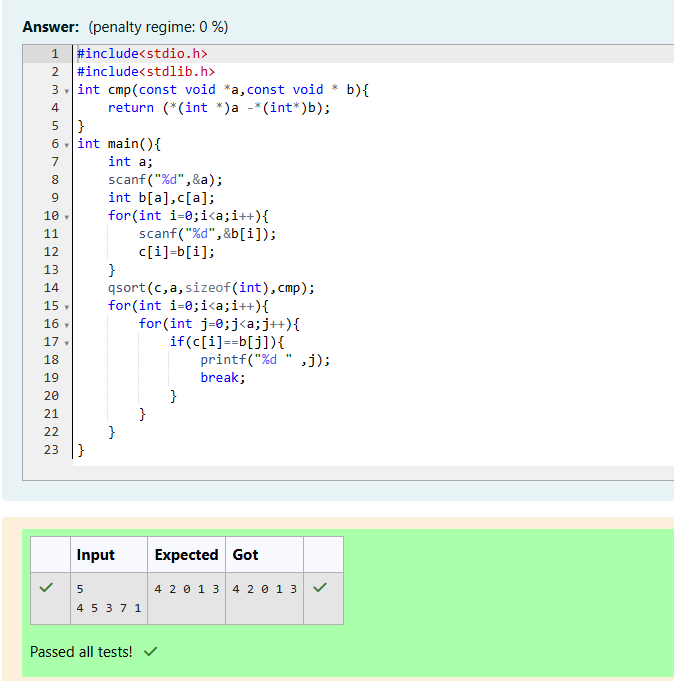 Answer: (penalty regime: 0 %)
1 #include<stdio.h>
2 #include<stdlib.h>
3 int cmp(const void *a,const void * b){
4     return (*(int *)a -*(int*)b);
5 }
6 int main(){
7     int a;
8     scanf("%d",&a);
9     int b[a],c[a];
10     for(int i=0;i<a;i++){
11         scanf("%d",&b[i]);
12         c[i]=b[i];
13     }
14     qsort(c,a,sizeof(int),cmp);
15     for(int i=0;i<a;i++){
16         for(int j=0;j<a;j++){
17             if(c[i]==b[j]){
18                 printf("%d " ,j);
19                 break;
20             }
21         }
22     }
23 }
Input Expected Got
5 4 2 0 1 3 4 2 0 1 3
4 5 3 7 1
Passed all tests!